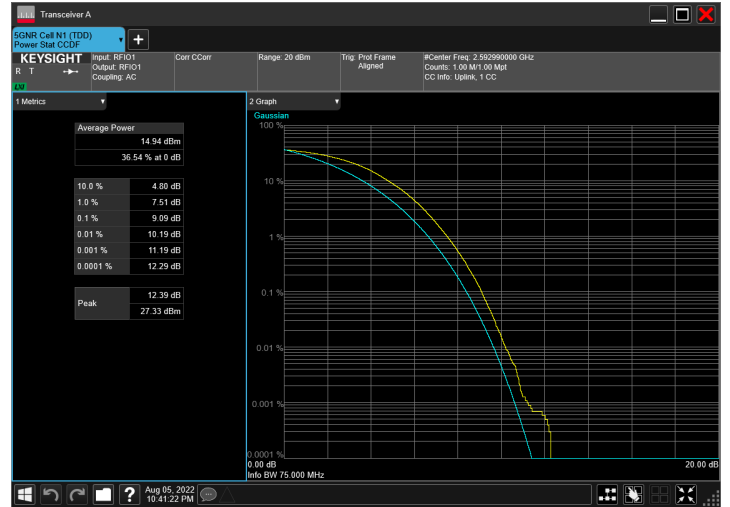 Transceiver A
5GNR Cell N1 (TDD)
Power Stat CCDF
KEYSIGHT
R T
LXI
Input: RFIO1
Output: RFIO1
Coupling: AC
Corr CCorr
Range: 20 dBm
Trig: Prot Frame
Aligned
#Center Freq: 2.592990000 GHz
Counts: 1.00 M/1.00 Mpt
CC Info: Uplink, 1 CC
1 Metrics
Average Power
14.94 dBm
36.54 % at 0 dB
10.0 % 4.80 dB
1.0 % 7.51 dB
0.1 % 9.09 dB
0.01 % 10.19 dB
0.001 % 11.19 dB
0.0001 % 12.29 dB
Peak
12.39 dB
27.33 dBm
2 Graph
Gaussian
100 %
10 %
1 %
0.1 %
0.01 %
0.001 %
0.0001 %
0.00 dB
20.00 dB
Info BW 75.000 MHz
?
Aug 05, 2022
10:41:22 PM